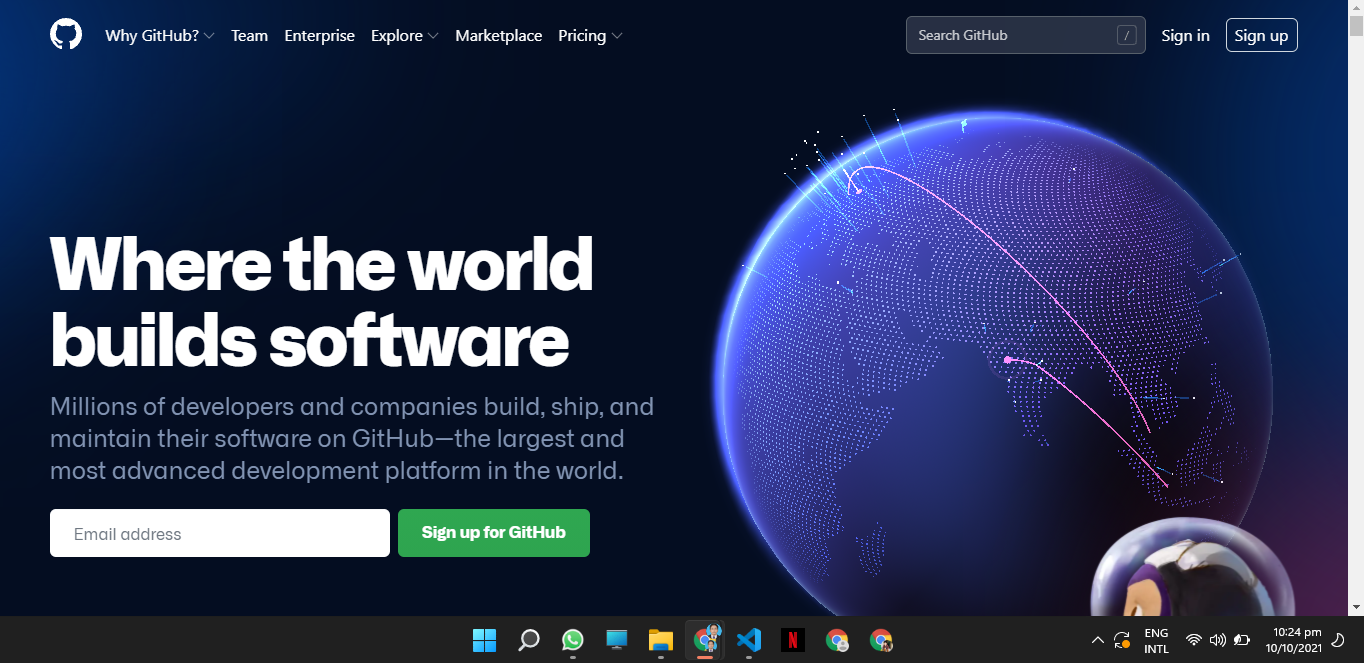 Why GitHub? Team Enterprise Explore Marketplace Pricing Search GitHub / Sign in Sign up
Where the world
builds software
Millions of developers and companies build, ship, and
maintain their software on GitHub—the largest and
most advanced development platform in the world.
Email address Sign up for GitHub
N
ENG
INTL
10:24 pm
10/10/2021